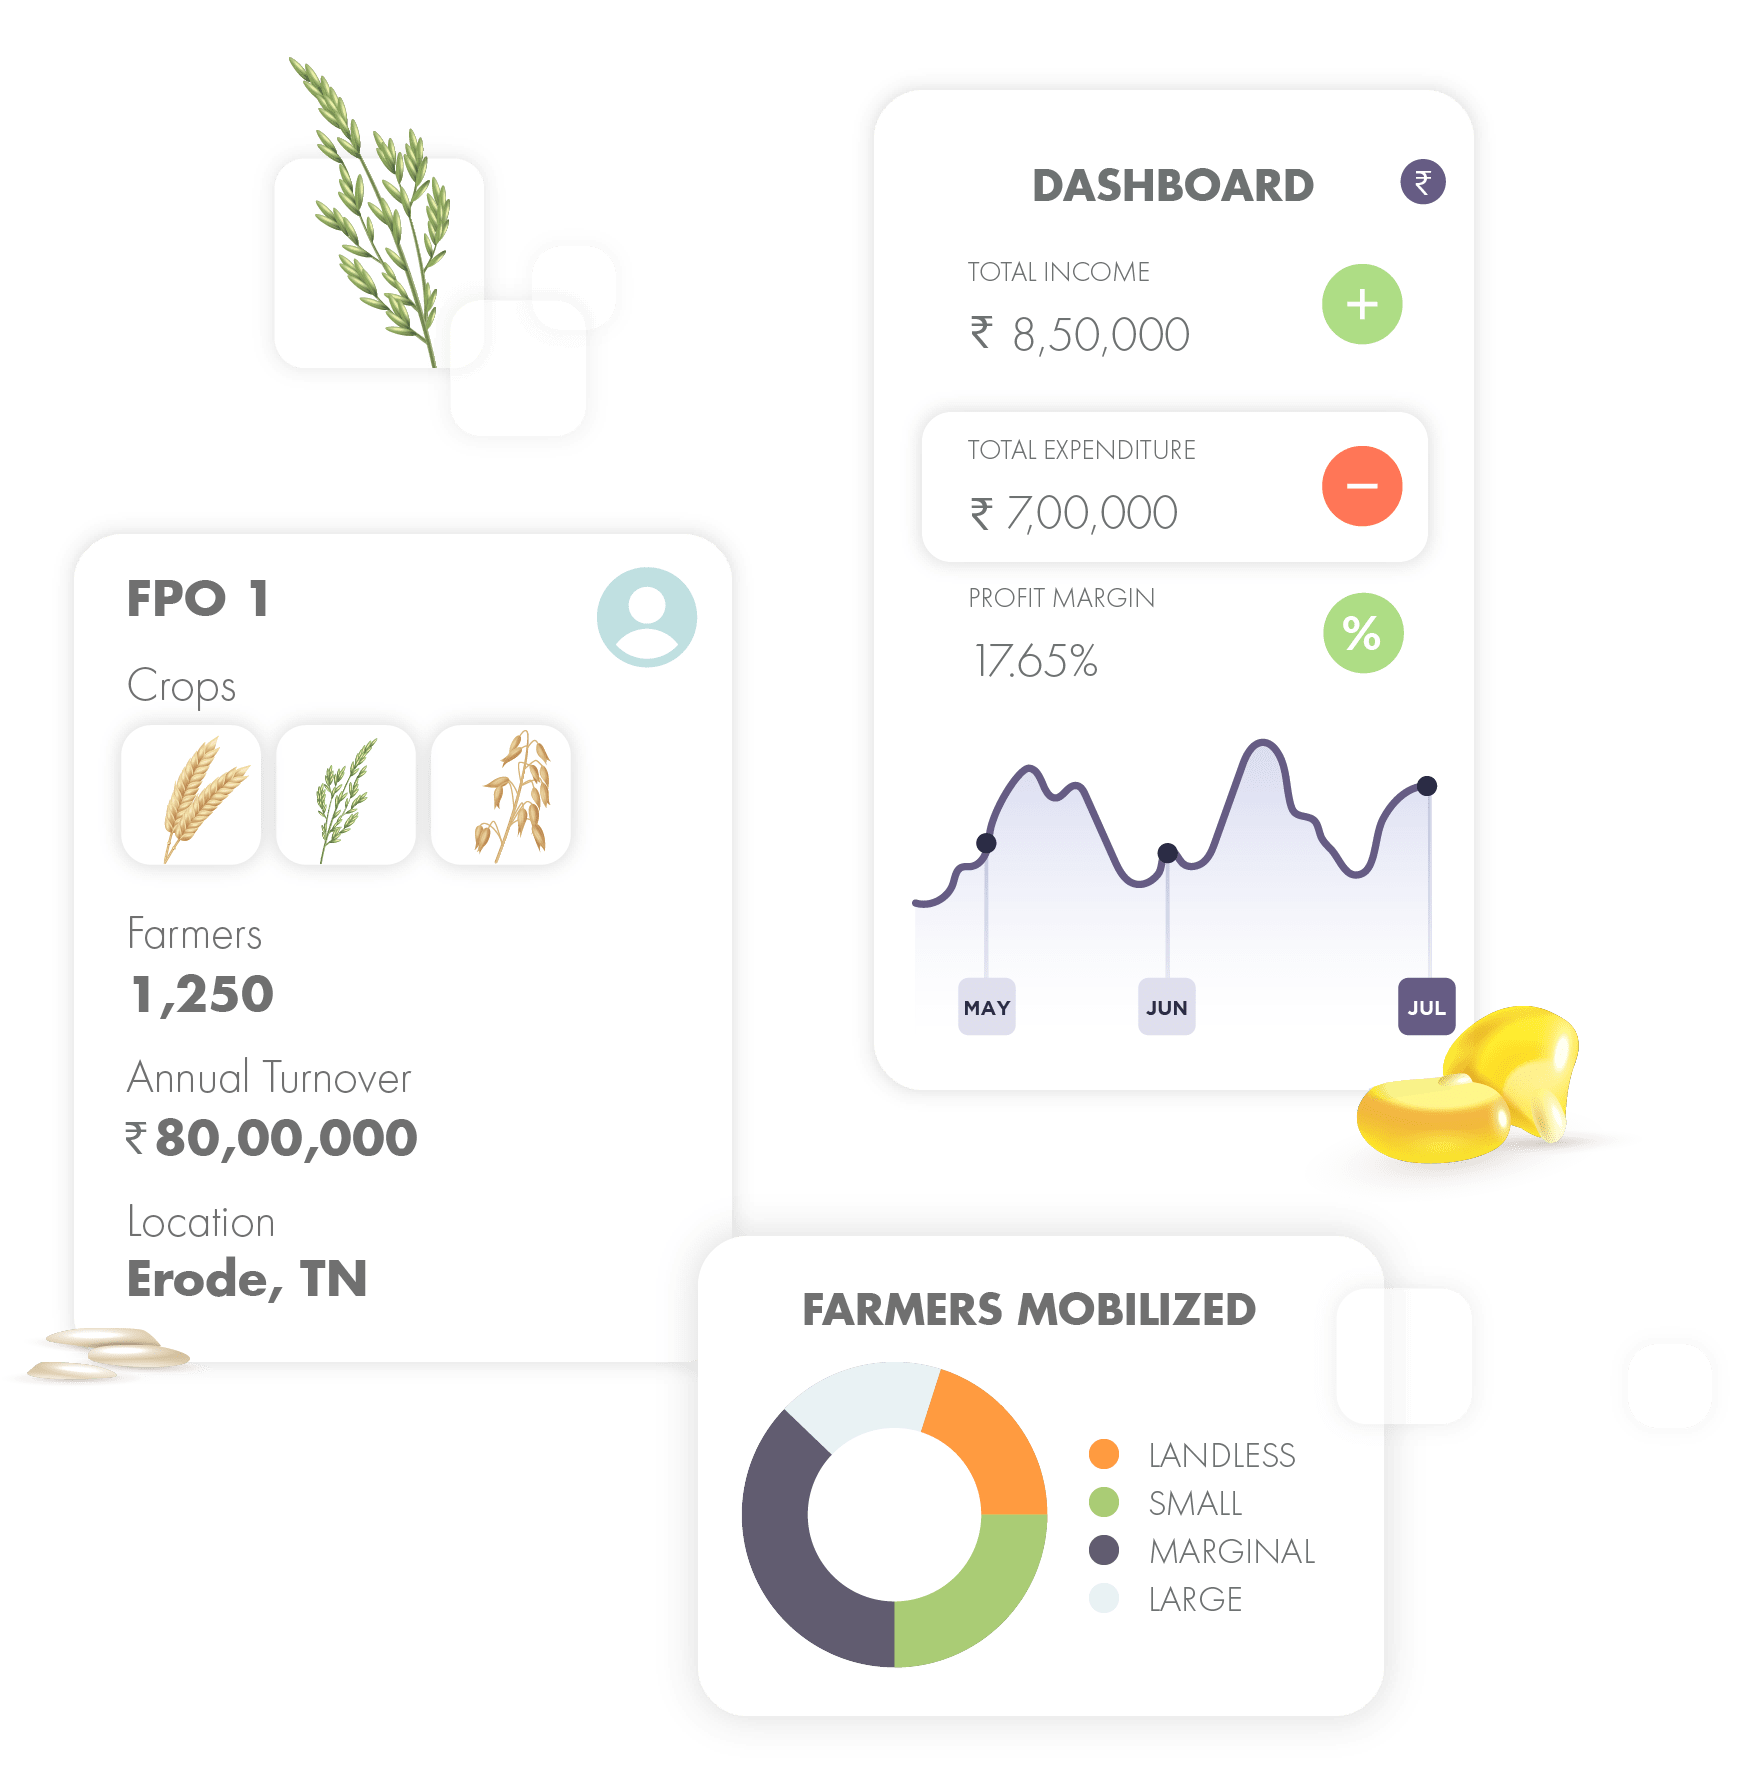 DASHBOARD
₹
TOTAL INCOME
₹ 8,50,000
+
TOTAL EXPENDITURE
₹ 7,00,000
−
PROFIT MARGIN
17.65%
%
MAY
JUN
JUL
FPO 1
Crops
Farmers
1,250
Annual Turnover
₹ 80,00,000
Location
Erode, TN
FARMERS MOBILIZED
LANDLESS
SMALL
MARGINAL
LARGE